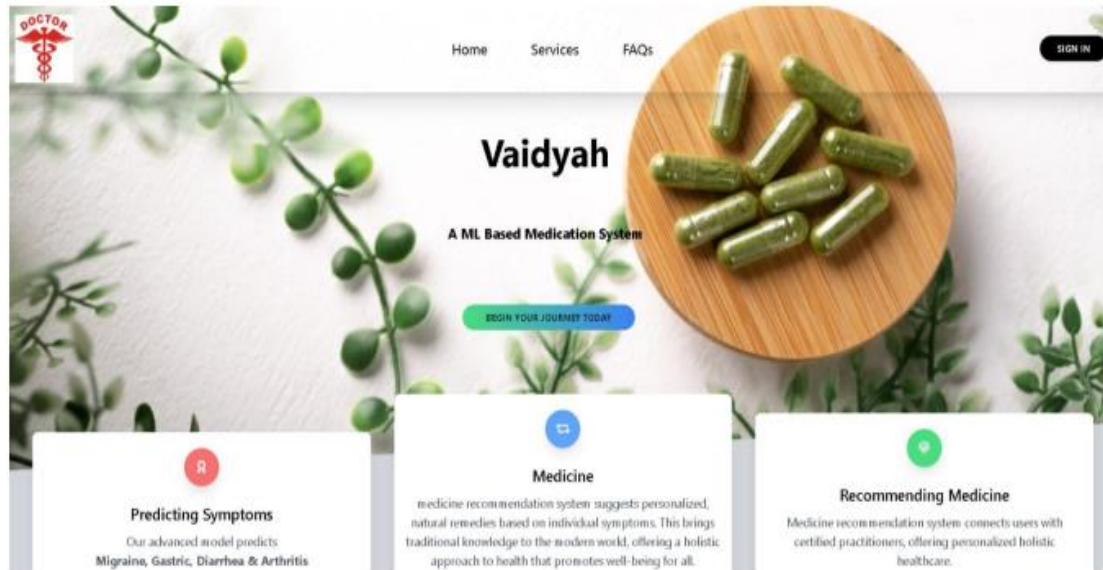 DOCTOR
Home Services FAQs
SIGN IN
Vaidyah
A ML Based Medication System
BEGIN YOUR JOURNEY TODAY
Predicting Symptoms
Our advanced model predicts
Migraine, Gastric, Diarrhea & Arthritis
Medicine
medicine recommendation system suggests personalized,
natural remedies based on individual symptoms. This brings
traditional knowledge to the modern world, offering a holistic
approach to health that promotes well-being for all.
Recommending Medicine
Medicine recommendation system connects users with
certified practitioners, offering personalized holistic
healthcare.